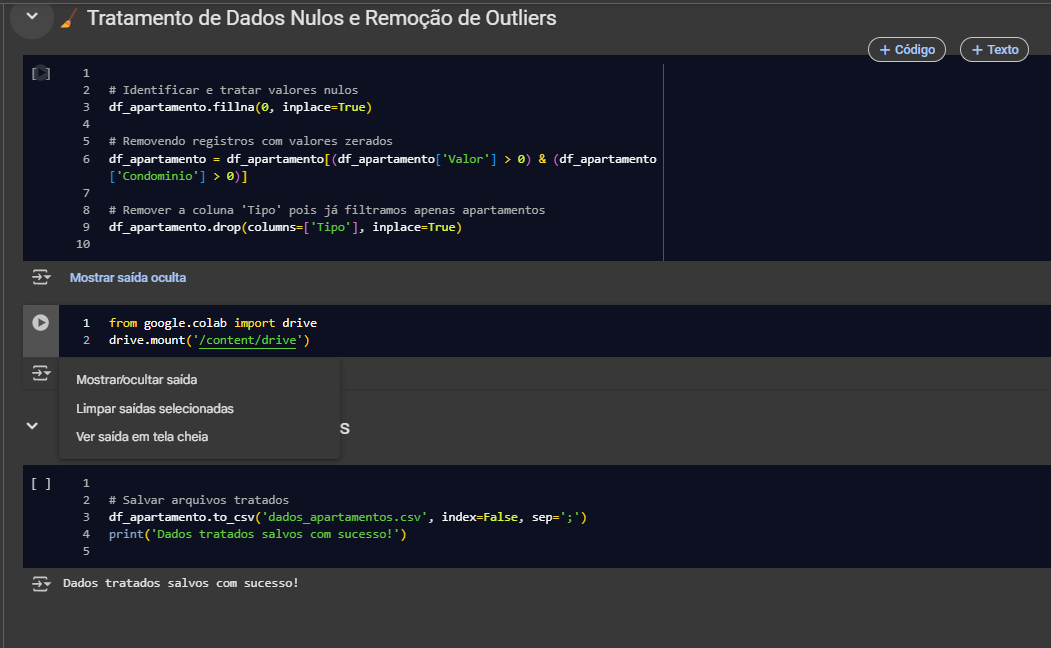 Tratamento de Dados Nulos e Remoção de Outliers
+ Código
+ Texto
[ ]
1
2 # Identificar e tratar valores nulos
3 df_apartamento.fillna(0, inplace=True)
4
5 # Removendo registros com valores zerados
6 df_apartamento = df_apartamento[(df_apartamento['Valor'] > 0) & (df_apartamento
['Condominio'] > 0)]
7
8 # Remover a coluna 'Tipo' pois já filtramos apenas apartamentos
9 df_apartamento.drop(columns=['Tipo'], inplace=True)
10
Mostrar saída oculta
1 from google.colab import drive
2 drive.mount('/content/drive')
Mostrar/ocultar saída
Limpar saídas selecionadas
Ver saída em tela cheia
s
[ ]
1
2 # Salvar arquivos tratados
3 df_apartamento.to_csv('dados_apartamentos.csv', index=False, sep=';')
4 print('Dados tratados salvos com sucesso!')
5
Dados tratados salvos com sucesso!